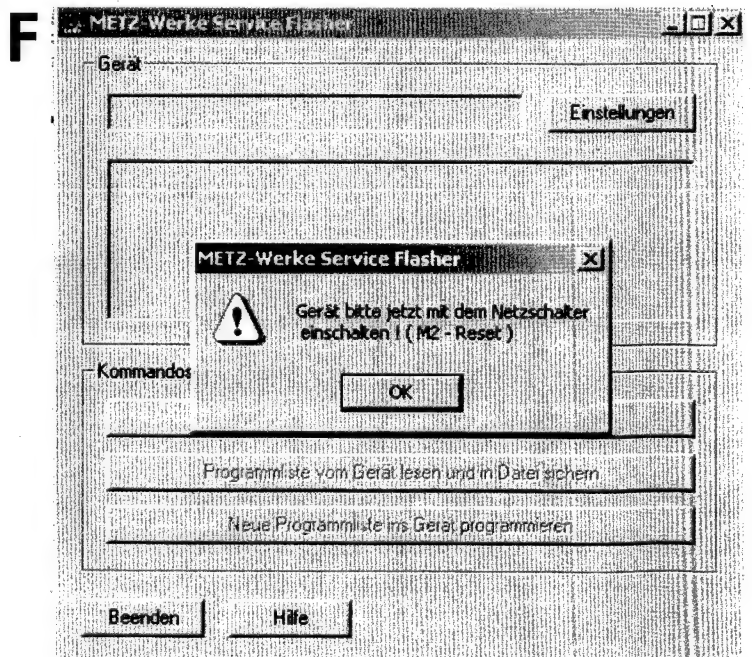 F
METZ-Werke Service Flasher
Gerät
Einstellungen
METZ-Werke Service Flasher
Gerät bitte jetzt mit dem Netzschalter
einschalten ! ( M2 - Reset )
OK
Kommandos
Programmliste vom Gerät lesen und in Datei sichern
Neue Programmliste ins Gerät programmieren
Beenden
Hilfe